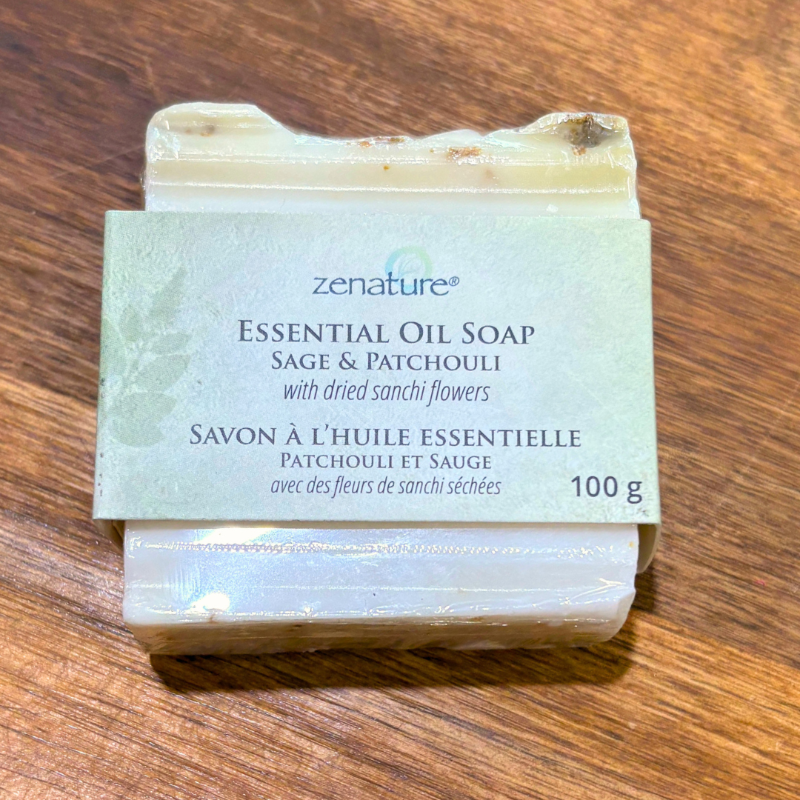 zenature®
ESSENTIAL OIL SOAP
SAGE & PATCHOULI
with dried sanchi flowers
SAVON À L'HUILE ESSENTIELLE
PATCHOULI ET SAUGE
avec des fleurs de sanchi séchées
100 g